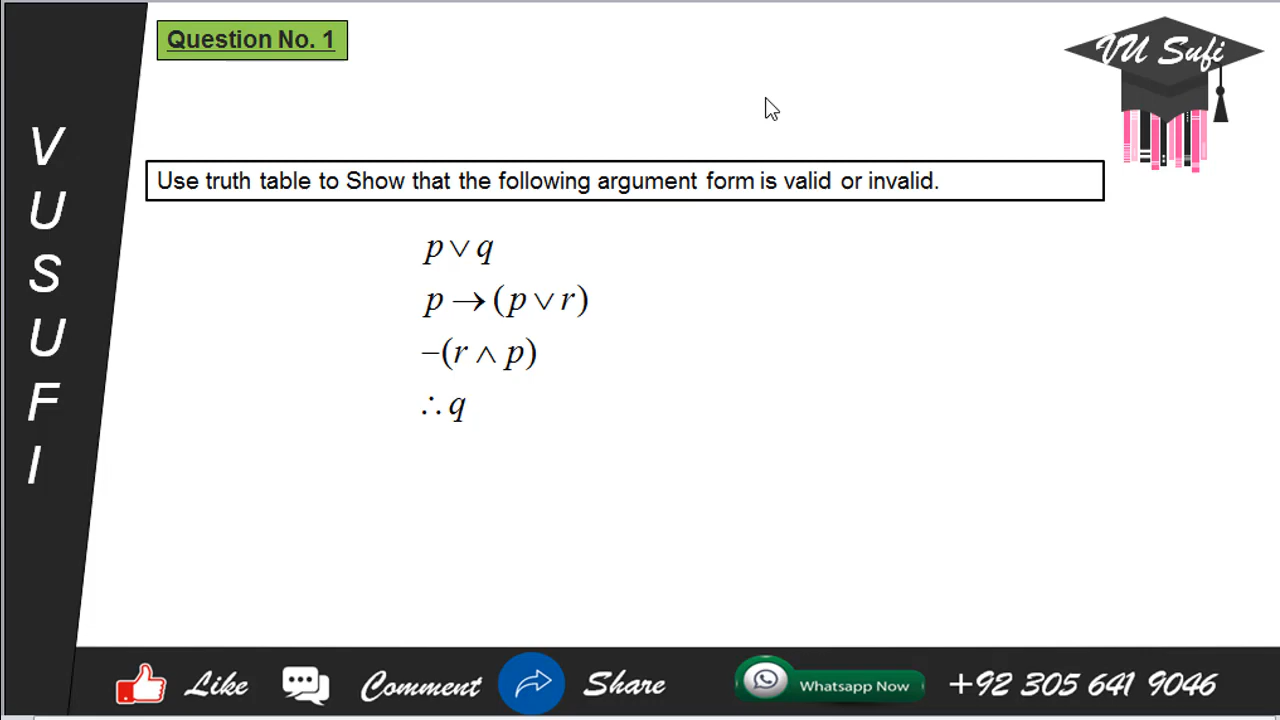 Question No. 1
VU Sufi
V
U
S
U
F
I
Use truth table to Show that the following argument form is valid or invalid.
p ∨ q
p → (p ∨ r)
−(r ∧ p)
∴ q
Like
Comment
Share
Whatsapp Now
+92 305 641 9046